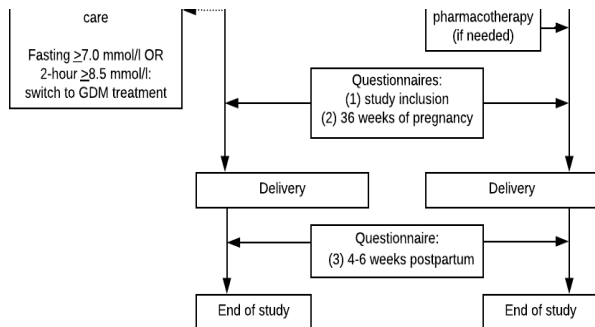 care
Fasting ≥7.0 mmol/l OR
2-hour ≥8.5 mmol/l:
switch to GDM treatment
pharmacotherapy
(if needed)
Questionnaires:
(1) study inclusion
(2) 36 weeks of pregnancy
Delivery
Delivery
Questionnaire:
(3) 4-6 weeks postpartum
End of study
End of study